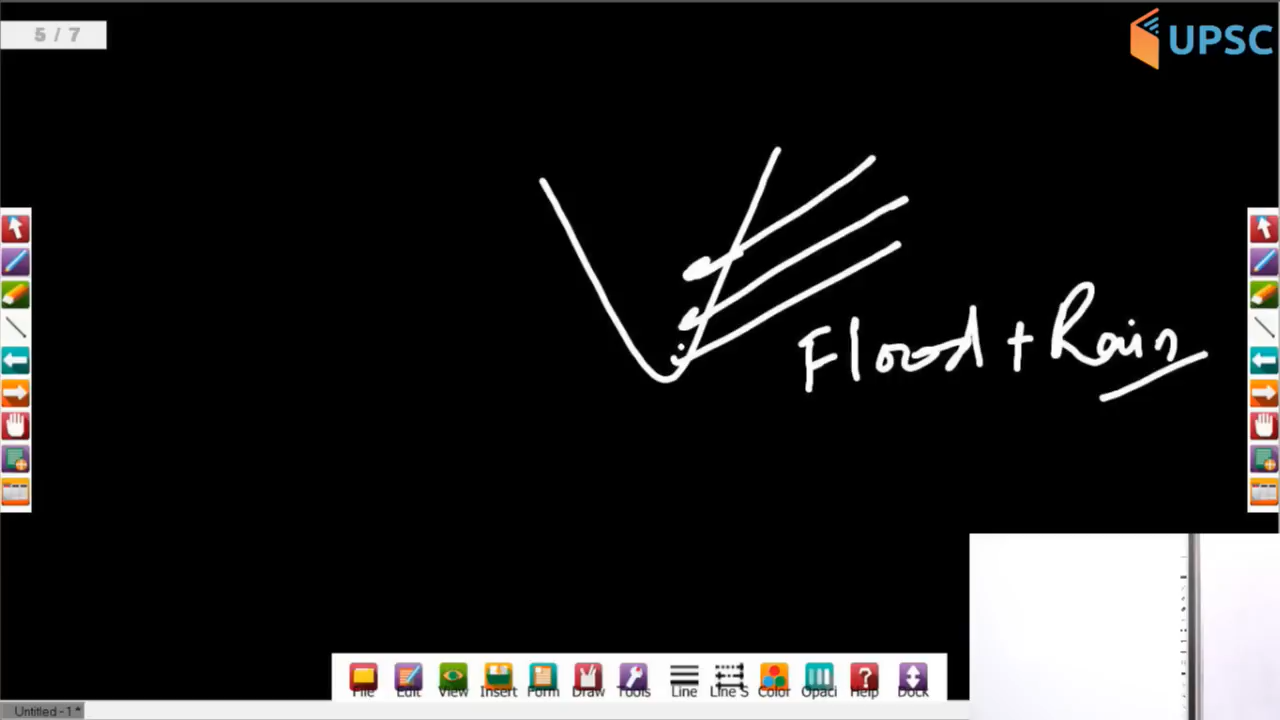 5 / 7
UPSC
Flood + Rain
File Edit View Insert Form Draw Tools Line Line S Color Opaci Help Dock
Untitled - 1 *